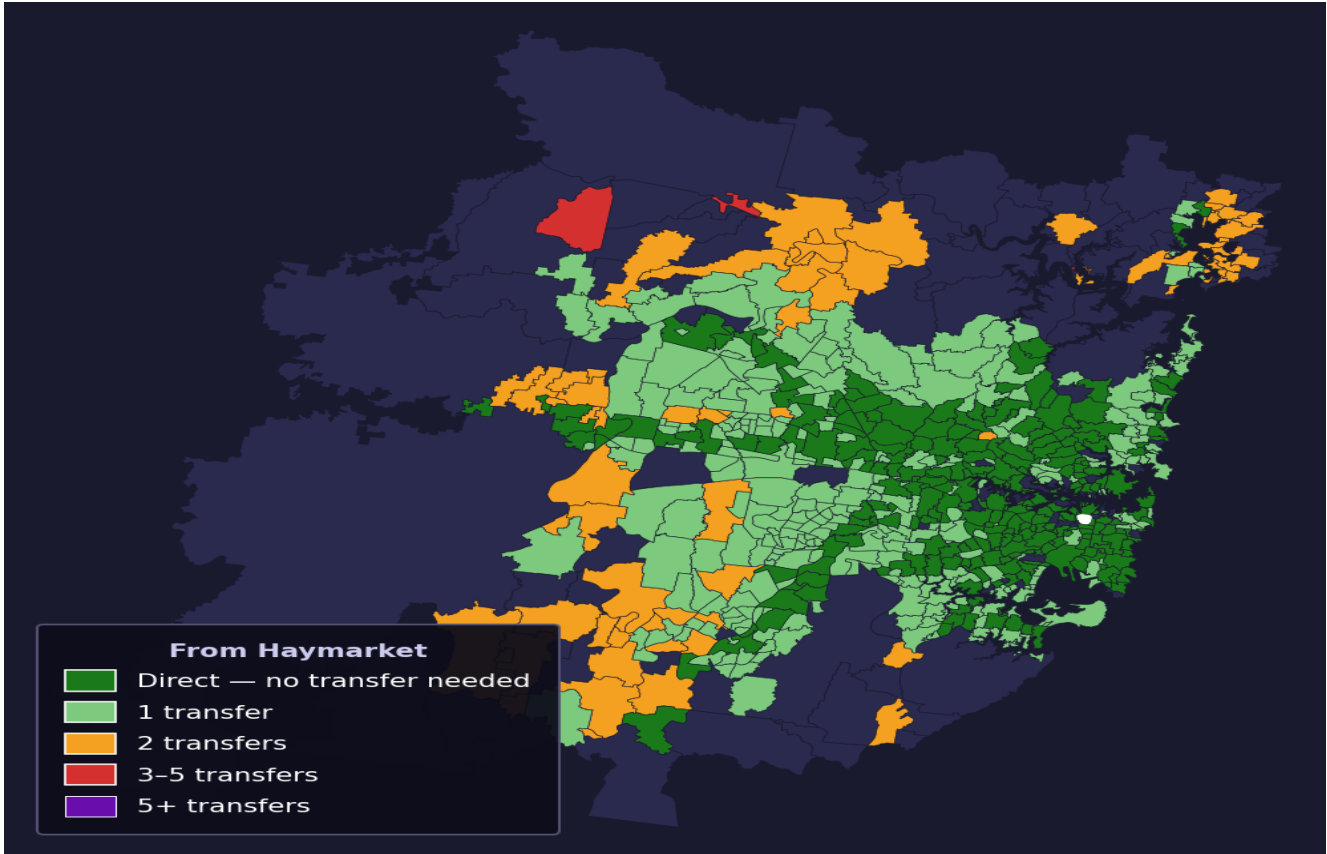 From Haymarket
Direct — no transfer needed
1 transfer
2 transfers
3–5 transfers
5+ transfers